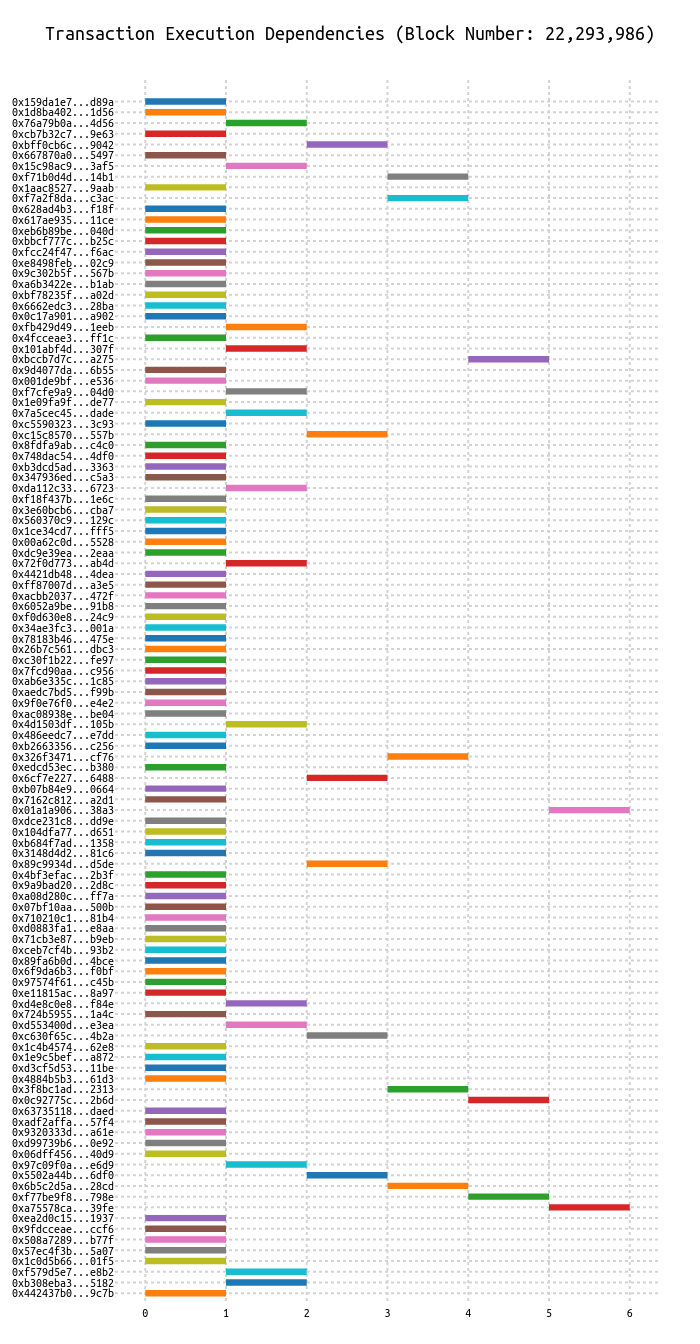 Transaction Execution Dependencies (Block Number: 22,293,986)
0x159da1e7...d89a
0x1d8ba402...1d56
0x76a79b0a...4d56
0xcb7b32c7...9e63
0xbff0cb6c...9042
0x667870a0...5497
0x15c98ac9...3af5
0xf71b0d4d...14b1
0x1aac8527...9aab
0xf7a2f8da...c3ac
0x628ad4b3...f18f
0x617ae935...11ce
0xeb6b89be...040d
0xbbcf777c...b25c
0xfcc24f47...f6ac
0xe8498feb...02c9
0x9c302b5f...567b
0xa6b3422e...b1ab
0xbf78235f...a02d
0x6662edc3...28ba
0x0c17a901...a902
0xfb429d49...1eeb
0x4fcceae3...ff1c
0x101abf4d...307f
0xbccb7d7c...a275
0x9d4077da...6b55
0x001de9bf...e536
0xf7cfe9a9...04d0
0x1e09fa9f...de77
0x7a5cec45...dade
0xc5590323...3c93
0xc15c8570...557b
0x8fdfa9ab...c4c0
0x748dac54...4df0
0xb3dcd5ad...3363
0x347936ed...c5a3
0xda112c33...6723
0xf18f437b...1e6c
0x3e60bcb6...cba7
0x560370c9...129c
0x1ce34cd7...fff5
0x00a62c0d...5528
0xdc9e39ea...2eaa
0x72f0d773...ab4d
0x4421db48...4dea
0xff87007d...a3e5
0xacbb2037...472f
0x6052a9be...91b8
0xf0d630e8...24c9
0x34ae3fc3...001a
0x78183b46...475e
0x26b7c561...dbc3
0xc30f1b22...fe97
0x7fcd90aa...c956
0xab6e335c...1c85
0xaedc7bd5...f99b
0x9f0e76f0...e4e2
0xac08938e...be04
0x4d1503df...105b
0x486eedc7...e7dd
0xb2663356...c256
0x326f3471...cf76
0xedcd53ec...b380
0x6cf7e227...6488
0xb07b84e9...0664
0x7162c812...a2d1
0x01a1a906...38a3
0xdce231c8...dd9e
0x104dfa77...d651
0xb684f7ad...1358
0x3148d4d2...81c6
0x89c9934d...d5de
0x4bf3efac...2b3f
0x9a9bad20...2d8c
0xa08d280c...ff7a
0x07bf10aa...500b
0x710210c1...81b4
0xd0883fa1...e8aa
0x71cb3e87...b9eb
0xceb7cf4b...93b2
0x89fa6b0d...4bce
0x6f9da6b3...f0bf
0x97574f61...c45b
0xe11815ac...8a97
0xd4e8c0e8...f84e
0x724b5955...1a4c
0xd553400d...e3ea
0xc630f65c...4b2a
0x1c4b4574...62e8
0x1e9c5bef...a872
0xd3cf5d53...11be
0x4884b5b3...61d3
0x3f8bc1ad...2313
0x0c92775c...2b6d
0x63735118...daed
0xadf2affa...57f4
0x9320333d...a61e
0xd99739b6...0e92
0x06dff456...40d9
0x97c09f0a...e6d9
0x5502a44b...6df0
0x6b5c2d5a...28cd
0xf77be9f8...798e
0xa75578ca...39fe
0xea2d0c15...1937
0x9fdcceae...ccf6
0x508a7289...b77f
0x57ec4f3b...5a07
0x1c0d5b66...01f5
0xf579d5e7...e8b2
0xb308eba3...5182
0x442437b0...9c7b
0 1 2 3 4 5 6